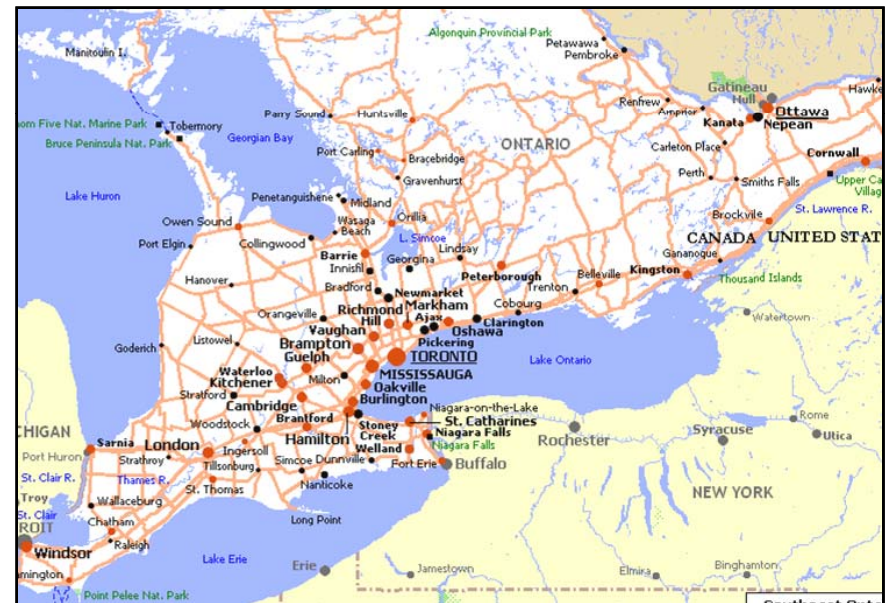 Manitoulin I.
Algonquin Provincial Park
Petawawa
Pembroke
Gatineau
Hull
Ottawa
Hawke
Renfrew
Arnprior
Kanata
Nepean
Parry Sound
Huntsville
om Five Nat. Marine Park
Tobermory
Bruce Peninsula Nat. Park
Georgian Bay
Port Carling
Bracebridge
ONTARIO
Carleton Place
Cornwall
Gravenhurst
Perth
Smiths Falls
Upper Ca
Villag
Lake Huron
Penetanguishene
Midland
Brockvile
St. Lawrence R.
Owen Sound
Wasaga
Beach
Orillia
Port Elgin
Collingwood
L. Simcoe
Lindsay
CANADA
UNITED STAT
Barrie
Georgina
Gananoque
Innisfil
Peterborough
Belleville
Kingston
Hanover
Bradford
Newmarket
Trenton
Thousand Islands
Richmond
Hill
Markham
Cobourg
Orangeville
Ajax
Clarington
Watertown
Vaughan
Oshawa
Goderich
Listowel
Brampton
Pickering
Guelph
TORONTO
Lake Ontario
Waterloo
Kitchener
Milton
MISSISSAUGA
Stratford
Oakville
Cambridge
Burlington
Woodstock
Brantford
Niagara-on-the-Lake
Hamilton
Stoney
Creek
St. Catharines
Rome
HIGAN
Sarnia
London
Niagara Falls
Rochester
Syracuse
Utica
Port Huron
Strathroy
Ingersoll
Welland
Niagara Falls
St. Clair R.
Thames R.
Tillsonburg
Simcoe
Dunnville
Fort Erie
Buffalo
Troy
St. Thomas
Nanticoke
NEW YORK
St. Clair
Wallaceburg
Long Point
ROIT
Chatham
Windsor
Raleigh
Lake Erie
Erie
Jamestown
Elmira
Binghamton
mington
Point Pelee Nat. Park